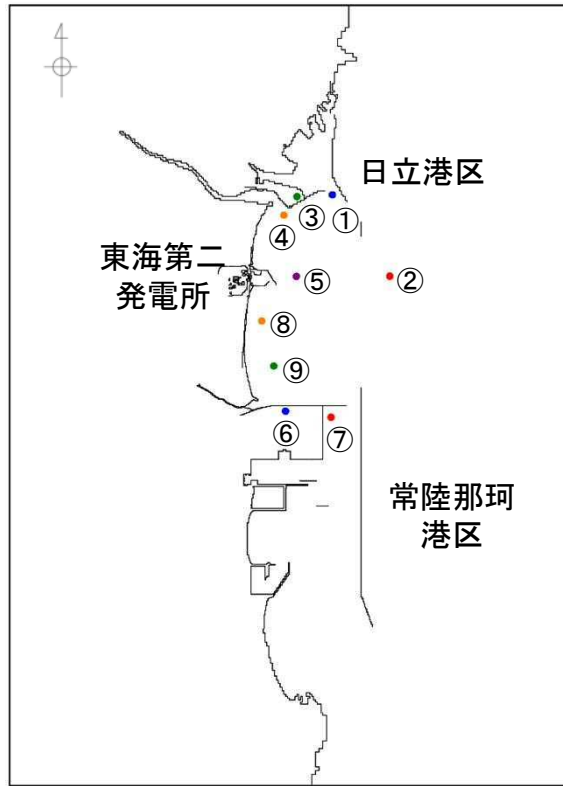 日立港区
③
①
④
東海第二
発電所
⑤
②
⑧
⑨
⑥
⑦
常陸那珂
港区